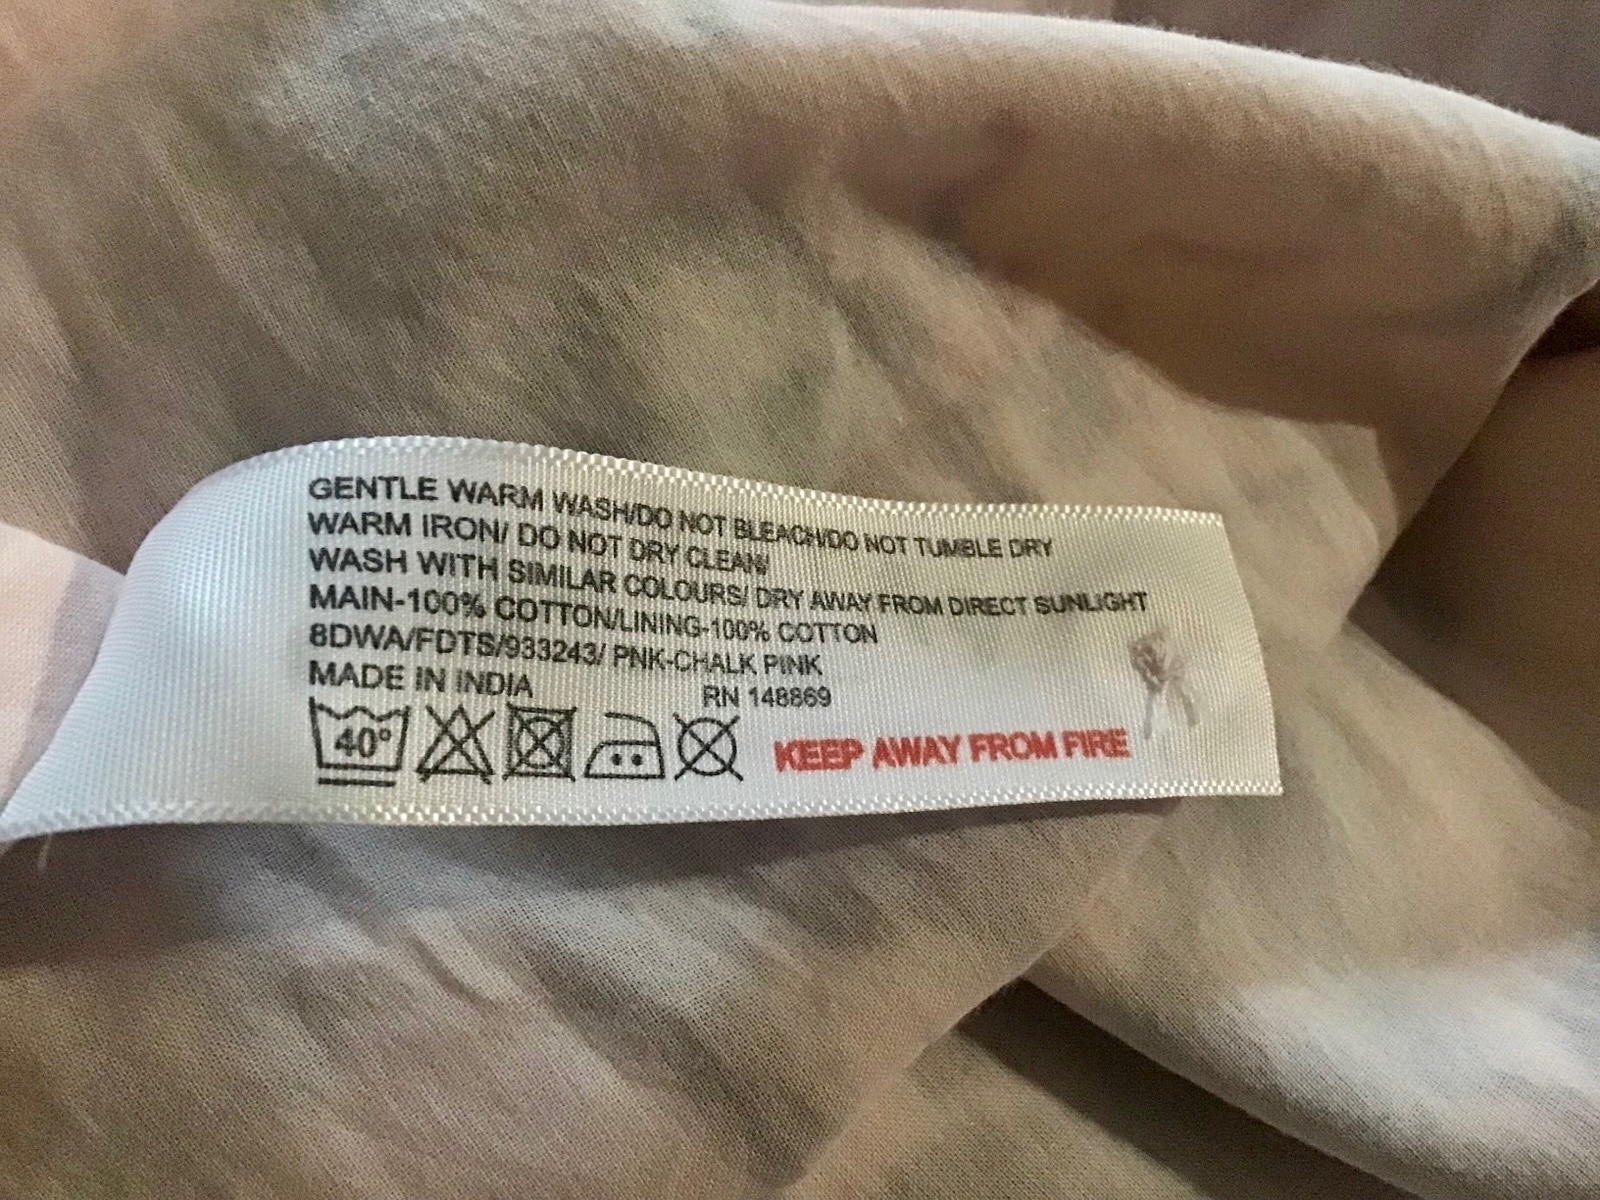 GENTLE WARM WASH/DO NOT BLEACH/DO NOT TUMBLE DRY
WARM IRON/ DO NOT DRY CLEAN/
WASH WITH SIMILAR COLOURS/ DRY AWAY FROM DIRECT SUNLIGHT
MAIN-100% COTTON/LINING-100% COTTON
8DWA/FDTS/933243/ PNK-CHALK PINK
MADE IN INDIA RN 148869
40° KEEP AWAY FROM FIRE